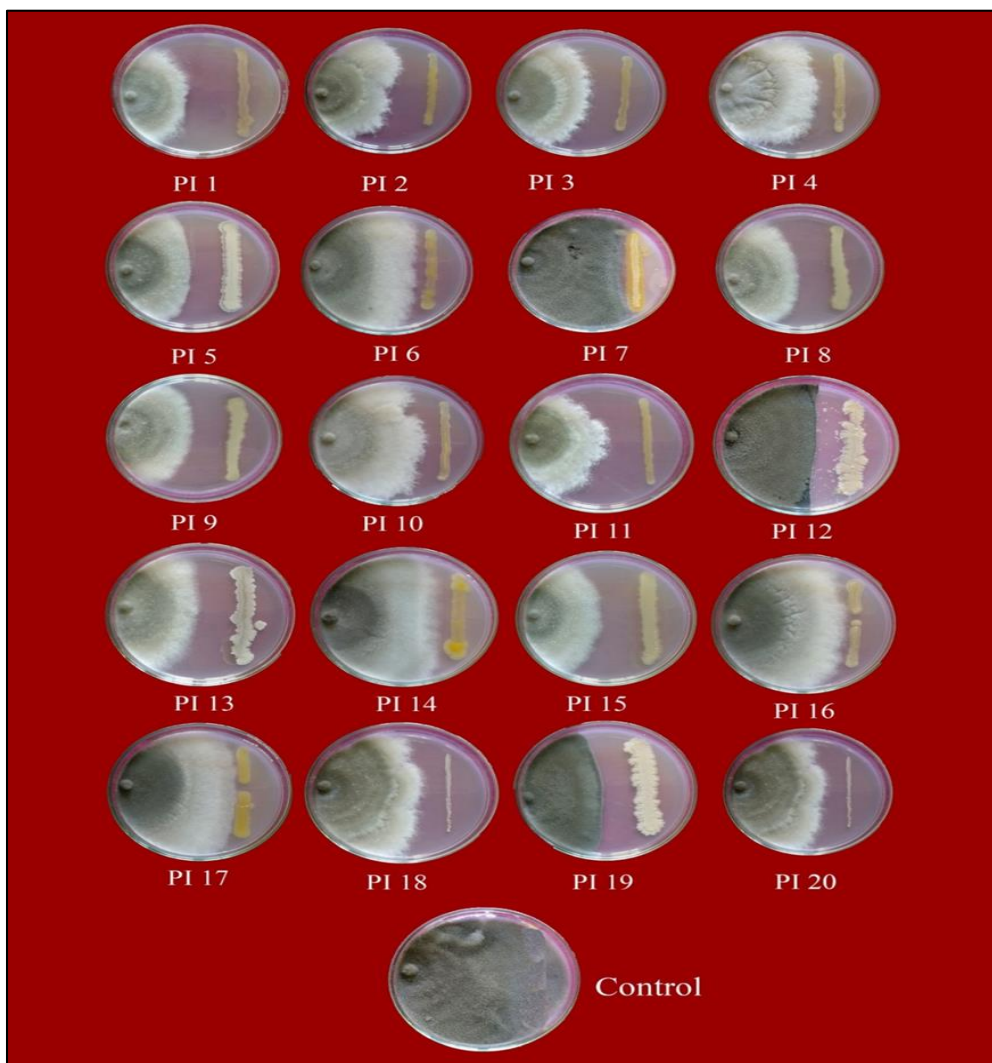 PI 1 PI 2 PI 3 PI 4
PI 5 PI 6 PI 7 PI 8
PI 9 PI 10 PI 11 PI 12
PI 13 PI 14 PI 15 PI 16
PI 17 PI 18 PI 19 PI 20
Control